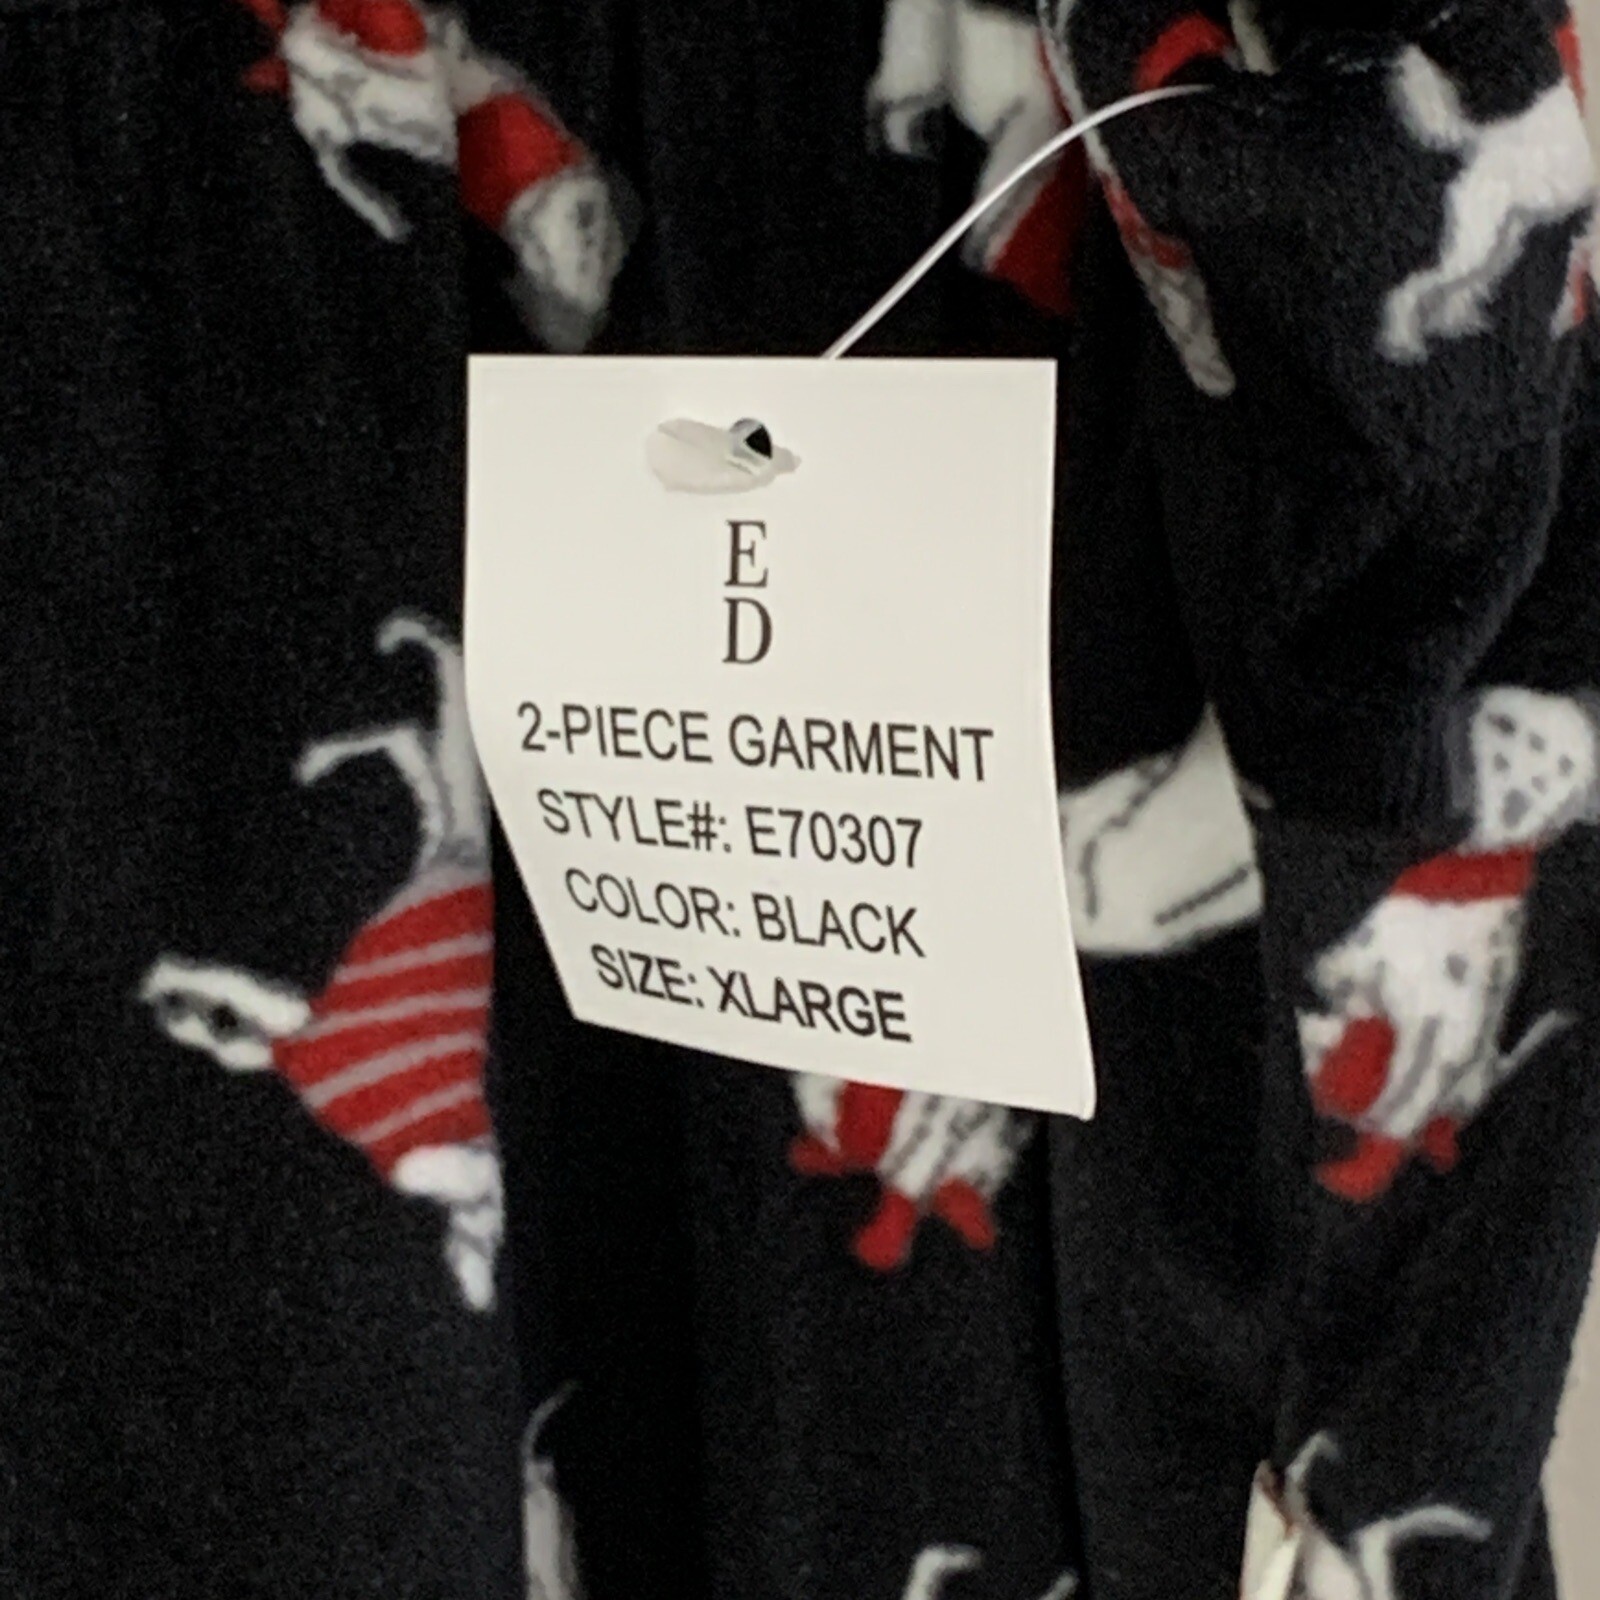 E
D
2-PIECE GARMENT
STYLE#: E70307
COLOR: BLACK
SIZE: XLARGE